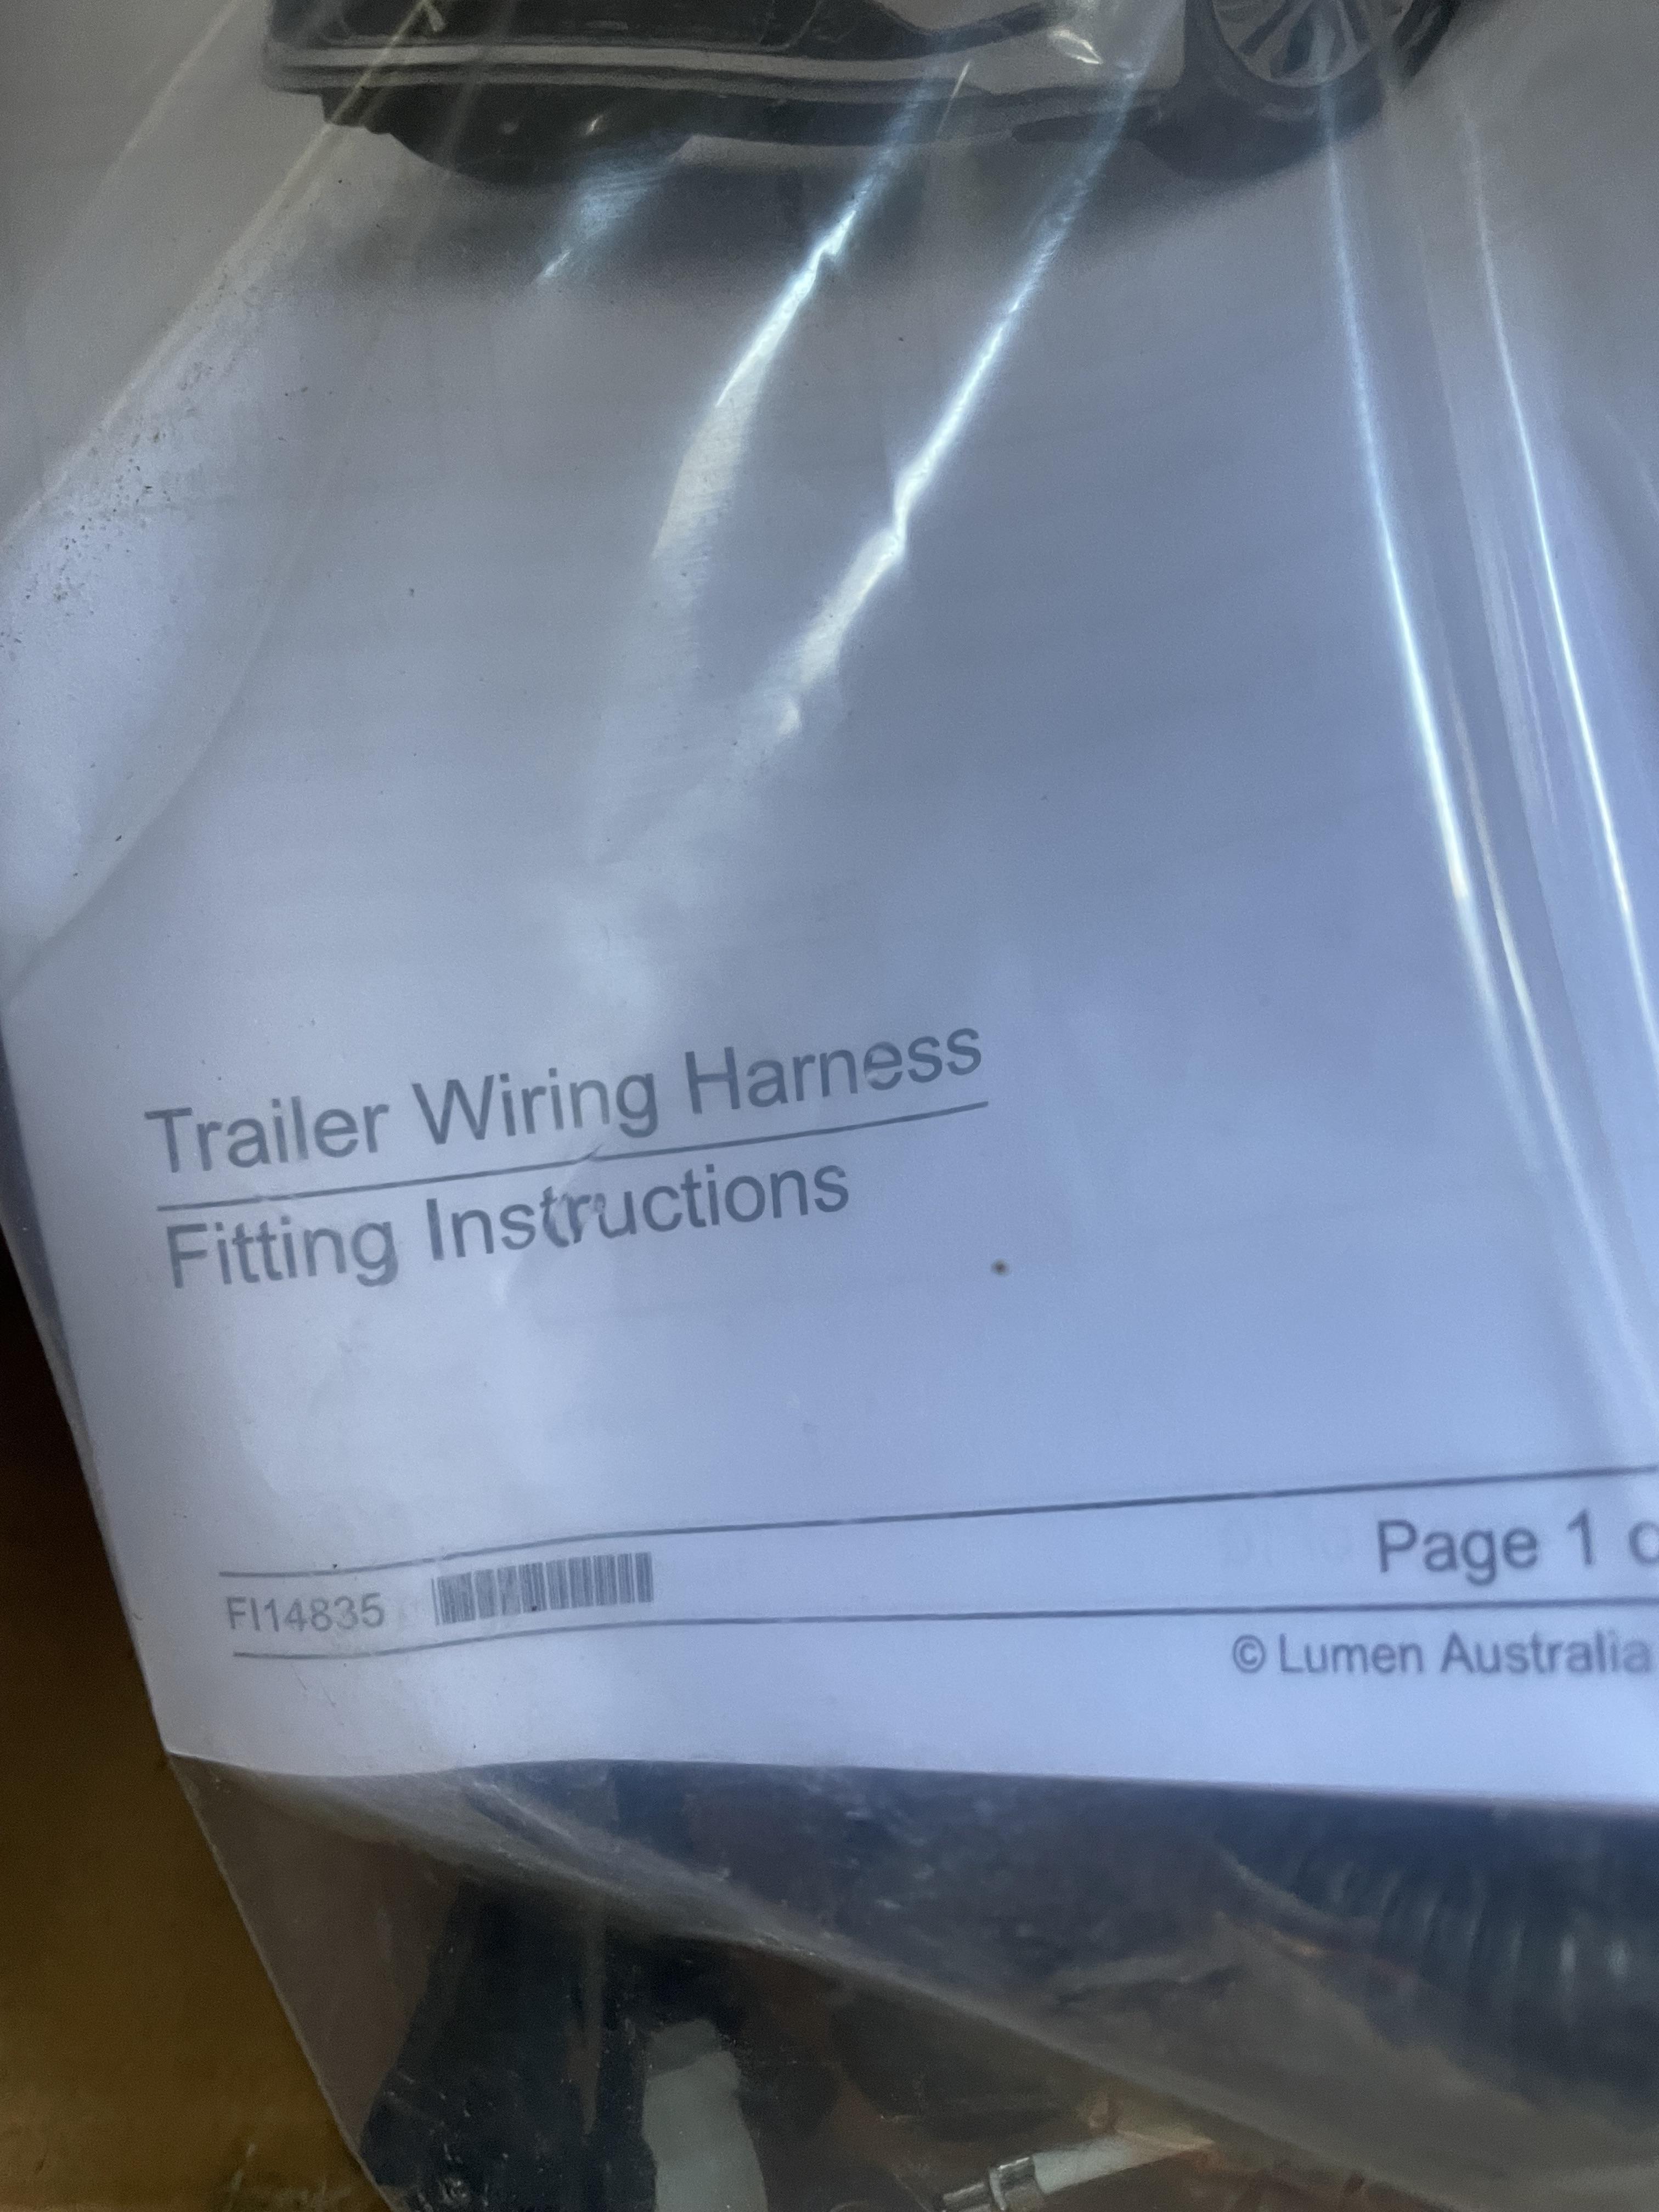 Trailer Wiring Harness
Fitting Instructions
FI14835
Page 1
© Lumen Australia